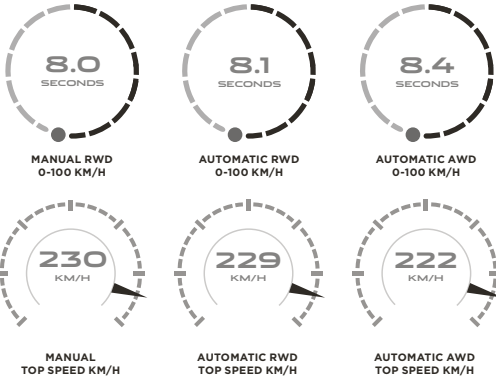 8.0
SECONDS
MANUAL RWD
0-100 KM/H
8.1
SECONDS
AUTOMATIC RWD
0-100 KM/H
8.4
SECONDS
AUTOMATIC AWD
0-100 KM/H
230
KM/H
MANUAL
TOP SPEED KM/H
229
KM/H
AUTOMATIC RWD
TOP SPEED KM/H
222
KM/H
AUTOMATIC AWD
TOP SPEED KM/H